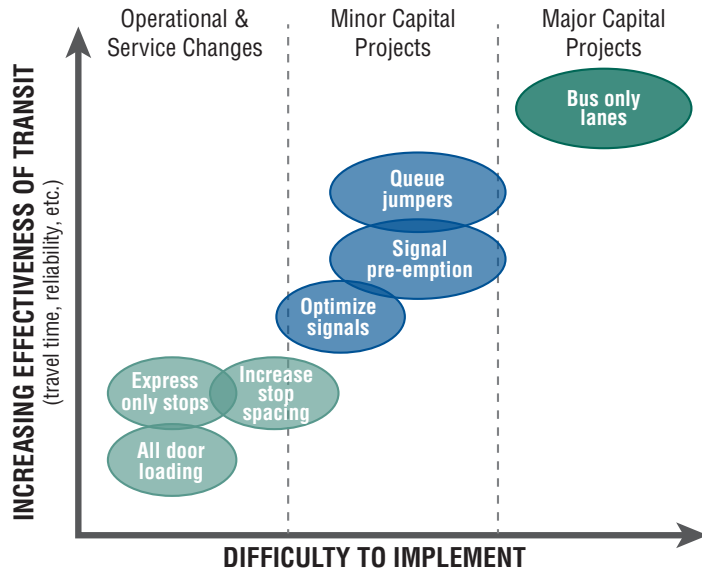 Operational &
Service Changes
Minor Capital
Projects
Major Capital
Projects
INCREASING EFFECTIVENESS OF TRANSIT
(travel time, reliability, etc.)
Bus only
lanes
Queue
jumpers
Signal
pre-emption
Optimize
signals
Express
only stops
Increase
stop
spacing
All door
loading
DIFFICULTY TO IMPLEMENT